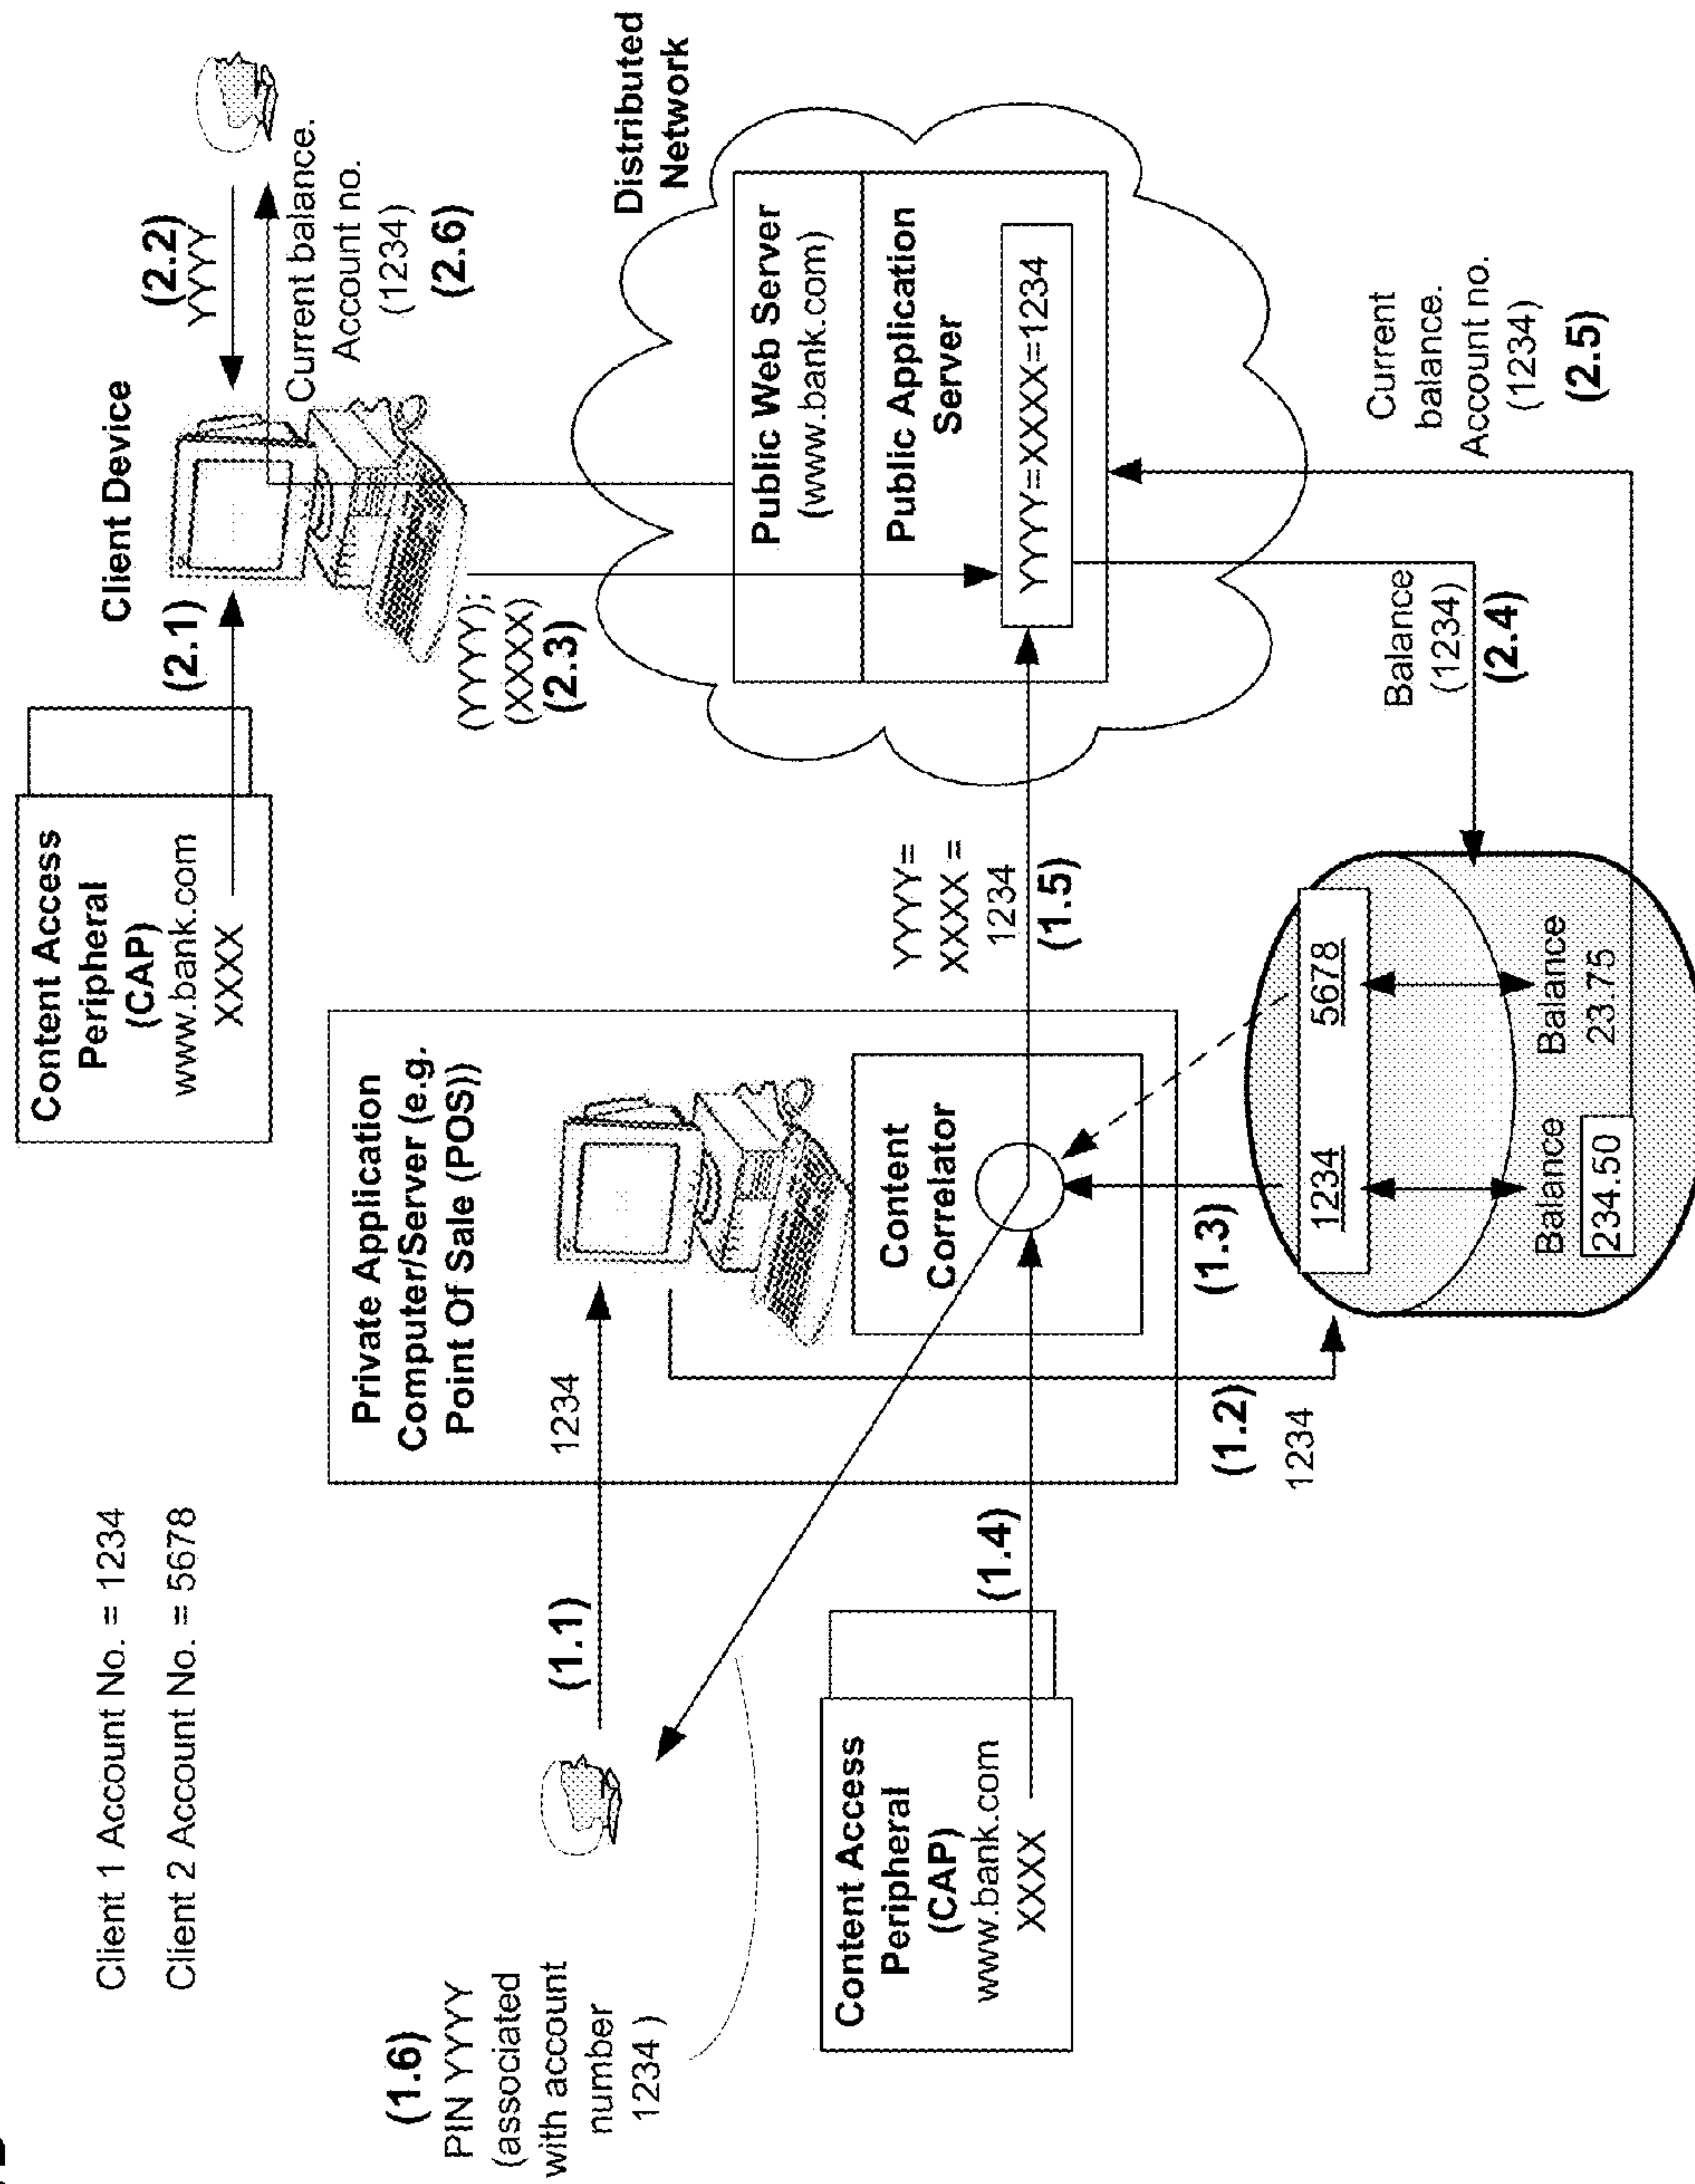 Client 1 Account No. = 1234
Client 2 Account No. = 5678
Content Access
Peripheral
(CAP)
www.bank.com
XXXX
(2.1)
Client Device
(2.2)
YYYY
Current balance.
Account no.
(1234)
(2.6)
(YYYY);
(XXXX)
(2.3)
Distributed
Network
Public Web Server
(www.bank.com)
Public Application
Server
YYYY=XXXX=1234
(1.6)
PIN YYYY
(associated
with account
number
1234 )
(1.1)
Private Application
Computer/Server (e.g.
Point Of Sale (POS))
1234
Content
Correlator
YYYY=
XXXX =
1234
(1.5)
Content Access
Peripheral
(CAP)
www.bank.com
XXXX
(1.4)
(1.2)
1234
(1.3)
1234 5678
Balance Balance
234.50 23.75
Balance
(1234)
(2.4)
Current
balance.
Account no.
(1234)
(2.5)